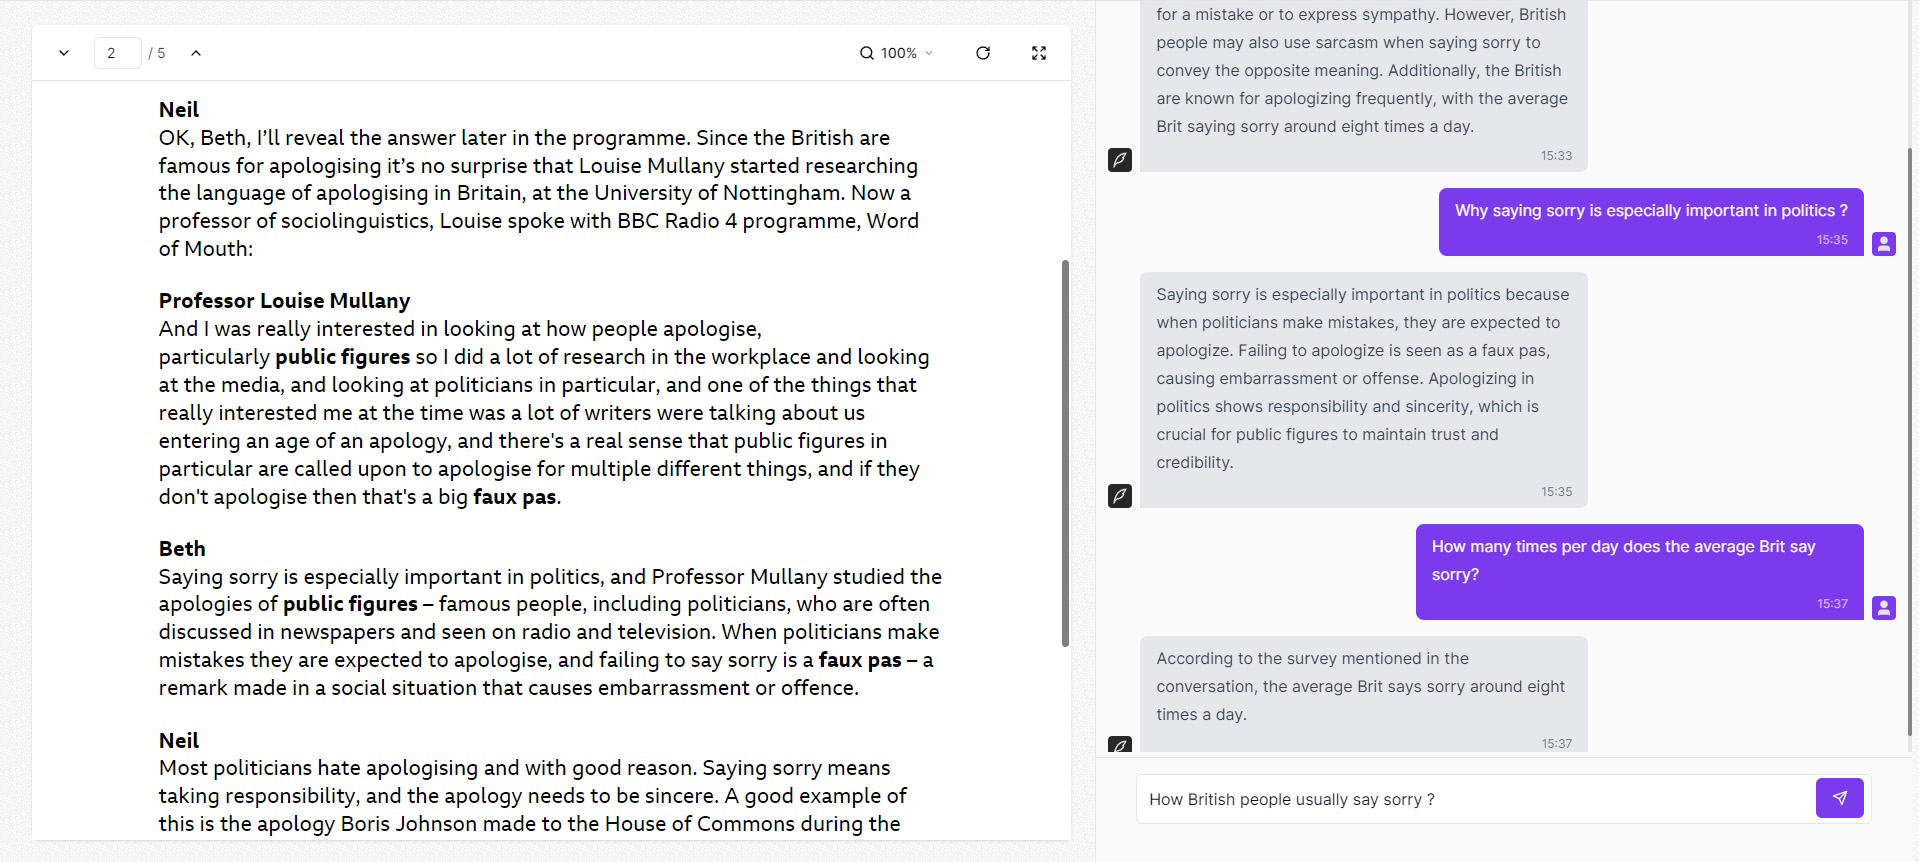 2 / 5
100%
Neil
OK, Beth, I’ll reveal the answer later in the programme. Since the British are
famous for apologising it’s no surprise that Louise Mullany started researching
the language of apologising in Britain, at the University of Nottingham. Now a
professor of sociolinguistics, Louise spoke with BBC Radio 4 programme, Word
of Mouth:
Professor Louise Mullany
And I was really interested in looking at how people apologise,
particularly public figures so I did a lot of research in the workplace and looking
at the media, and looking at politicians in particular, and one of the things that
really interested me at the time was a lot of writers were talking about us
entering an age of an apology, and there's a real sense that public figures in
particular are called upon to apologise for multiple different things, and if they
don't apologise then that's a big faux pas.
Beth
Saying sorry is especially important in politics, and Professor Mullany studied the
apologies of public figures – famous people, including politicians, who are often
discussed in newspapers and seen on radio and television. When politicians make
mistakes they are expected to apologise, and failing to say sorry is a faux pas – a
remark made in a social situation that causes embarrassment or offence.
Neil
Most politicians hate apologising and with good reason. Saying sorry means
taking responsibility, and the apology needs to be sincere. A good example of
this is the apology Boris Johnson made to the House of Commons during the
for a mistake or to express sympathy. However, British
people may also use sarcasm when saying sorry to
convey the opposite meaning. Additionally, the British
are known for apologizing frequently, with the average
Brit saying sorry around eight times a day.
15:33
Why saying sorry is especially important in politics ?
15:35
Saying sorry is especially important in politics because
when politicians make mistakes, they are expected to
apologize. Failing to apologize is seen as a faux pas,
causing embarrassment or offense. Apologizing in
politics shows responsibility and sincerity, which is
crucial for public figures to maintain trust and
credibility.
15:35
How many times per day does the average Brit say
sorry?
15:37
According to the survey mentioned in the
conversation, the average Brit says sorry around eight
times a day.
15:37
How British people usually say sorry ?